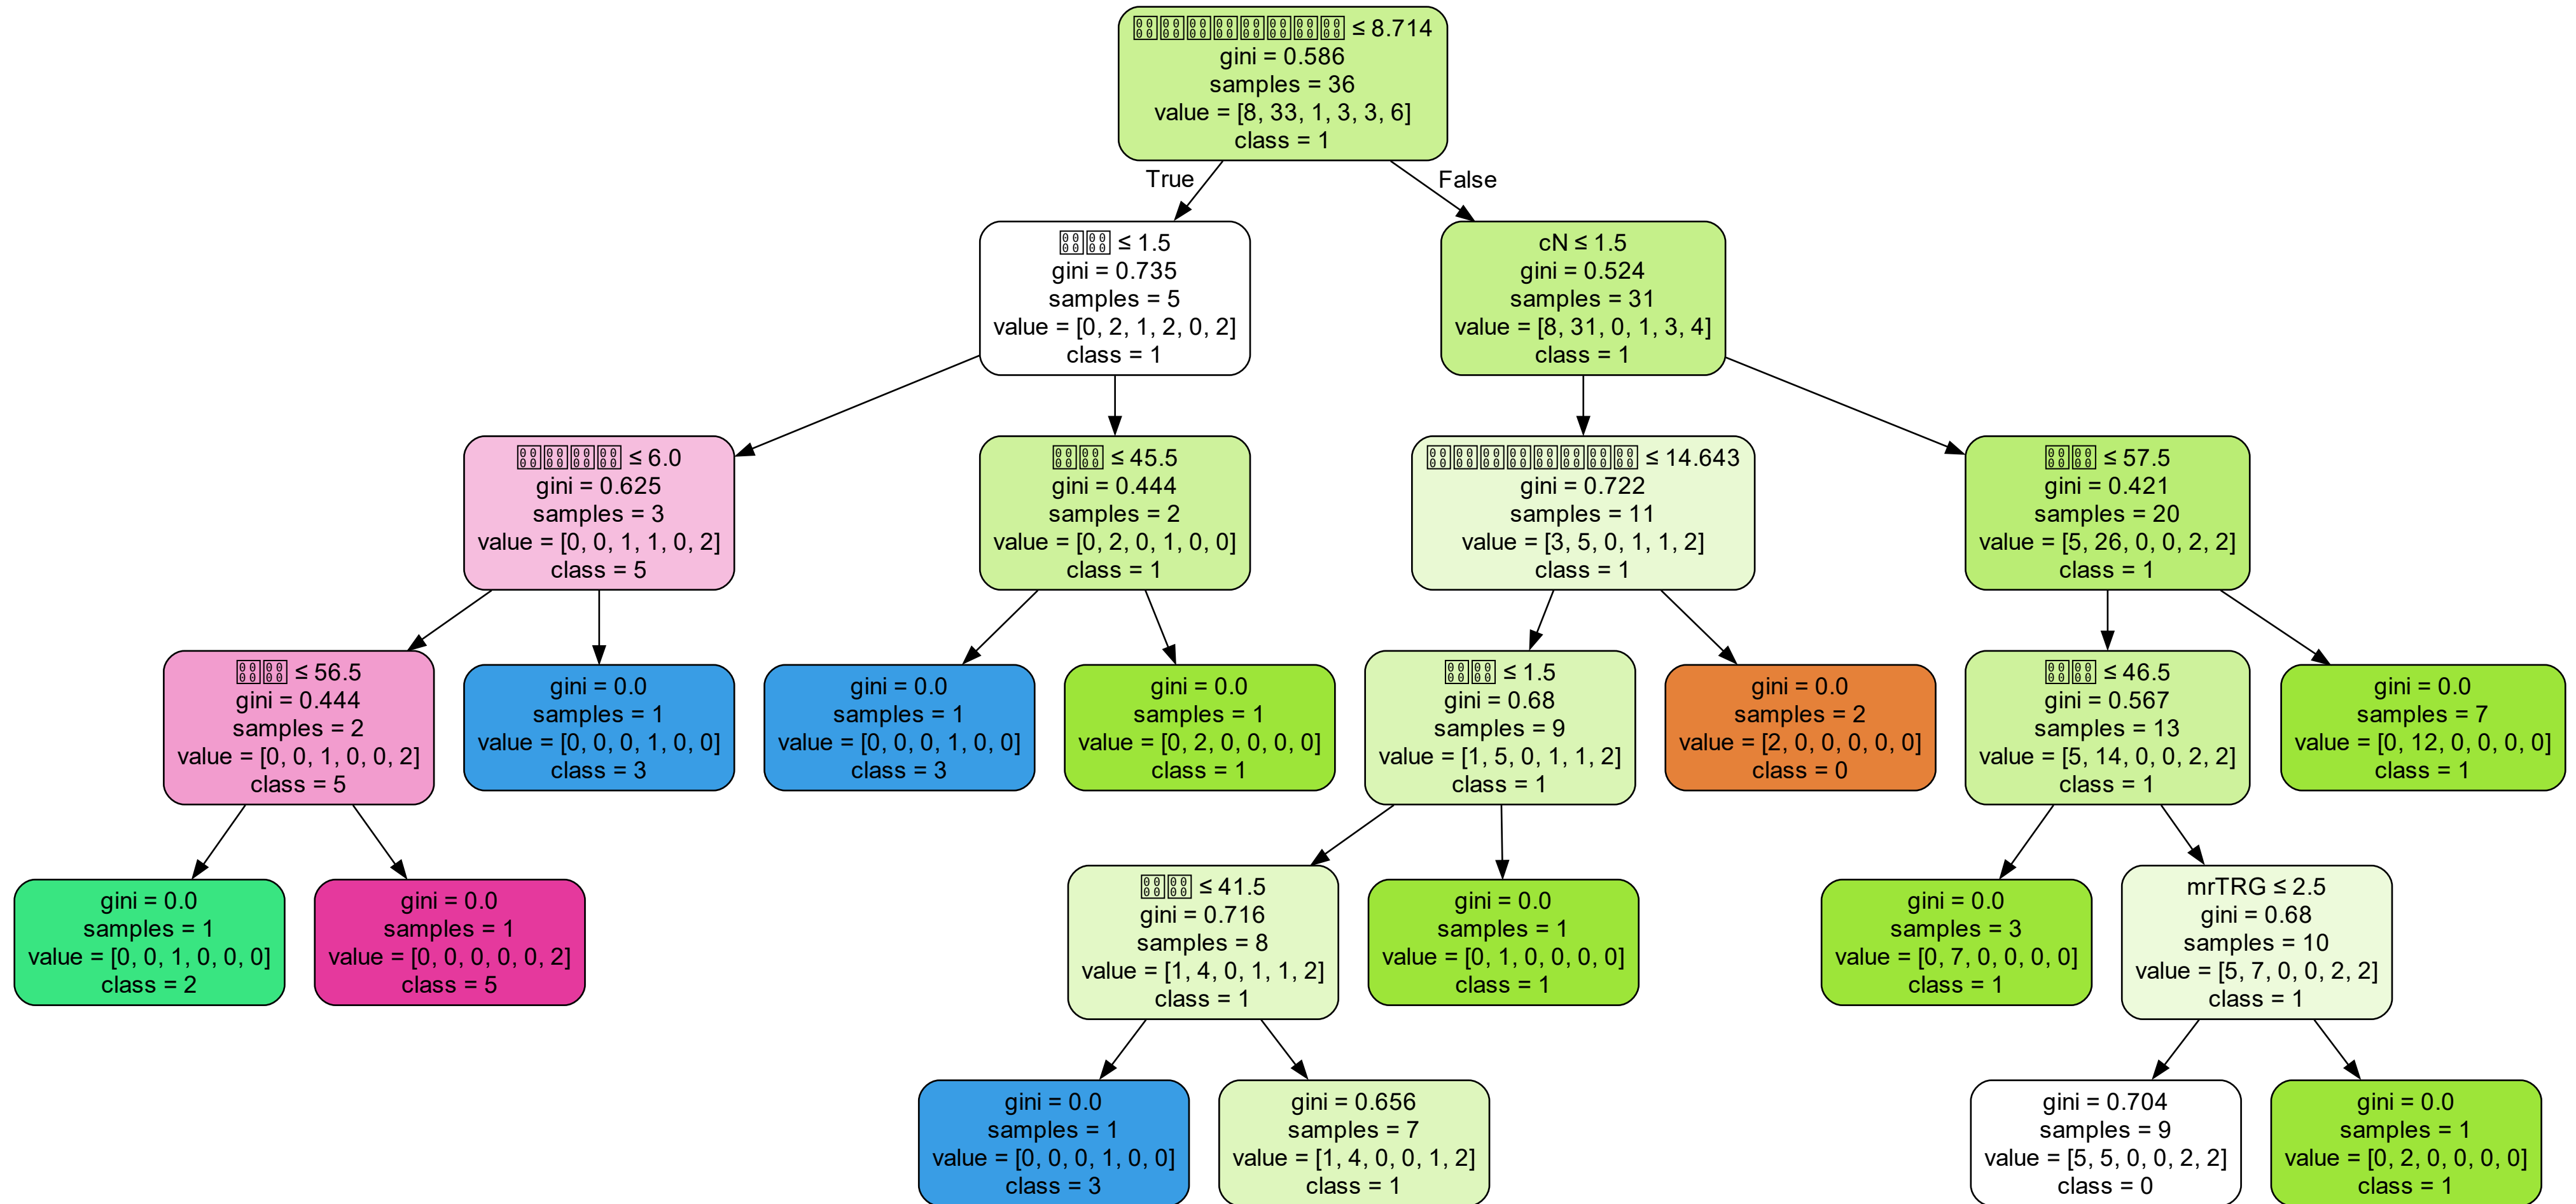 ≤ 8.714
gini = 0.586
samples = 36
value = [8, 33, 1, 3, 3, 6]
class = 1
True
False
≤ 1.5
gini = 0.735
samples = 5
value = [0, 2, 1, 2, 0, 2]
class = 1
cN ≤ 1.5
gini = 0.524
samples = 31
value = [8, 31, 0, 1, 3, 4]
class = 1
≤ 6.0
gini = 0.625
samples = 3
value = [0, 0, 1, 1, 0, 2]
class = 5
≤ 45.5
gini = 0.444
samples = 2
value = [0, 2, 0, 1, 0, 0]
class = 1
≤ 14.643
gini = 0.722
samples = 11
value = [3, 5, 0, 1, 1, 2]
class = 1
≤ 57.5
gini = 0.421
samples = 20
value = [5, 26, 0, 0, 2, 2]
class = 1
≤ 56.5
gini = 0.444
samples = 2
value = [0, 0, 1, 0, 0, 2]
class = 5
gini = 0.0
samples = 1
value = [0, 0, 0, 1, 0, 0]
class = 3
gini = 0.0
samples = 1
value = [0, 0, 0, 1, 0, 0]
class = 3
gini = 0.0
samples = 1
value = [0, 2, 0, 0, 0, 0]
class = 1
≤ 1.5
gini = 0.68
samples = 9
value = [1, 5, 0, 1, 1, 2]
class = 1
gini = 0.0
samples = 2
value = [2, 0, 0, 0, 0, 0]
class = 0
≤ 46.5
gini = 0.567
samples = 13
value = [5, 14, 0, 0, 2, 2]
class = 1
gini = 0.0
samples = 7
value = [0, 12, 0, 0, 0, 0]
class = 1
gini = 0.0
samples = 1
value = [0, 0, 1, 0, 0, 0]
class = 2
gini = 0.0
samples = 1
value = [0, 0, 0, 0, 0, 2]
class = 5
≤ 41.5
gini = 0.716
samples = 8
value = [1, 4, 0, 1, 1, 2]
class = 1
gini = 0.0
samples = 1
value = [0, 1, 0, 0, 0, 0]
class = 1
gini = 0.0
samples = 3
value = [0, 7, 0, 0, 0, 0]
class = 1
mrTRG ≤ 2.5
gini = 0.68
samples = 10
value = [5, 7, 0, 0, 2, 2]
class = 1
gini = 0.0
samples = 1
value = [0, 0, 0, 1, 0, 0]
class = 3
gini = 0.656
samples = 7
value = [1, 4, 0, 0, 1, 2]
class = 1
gini = 0.704
samples = 9
value = [5, 5, 0, 0, 2, 2]
class = 0
gini = 0.0
samples = 1
value = [0, 2, 0, 0, 0, 0]
class = 1